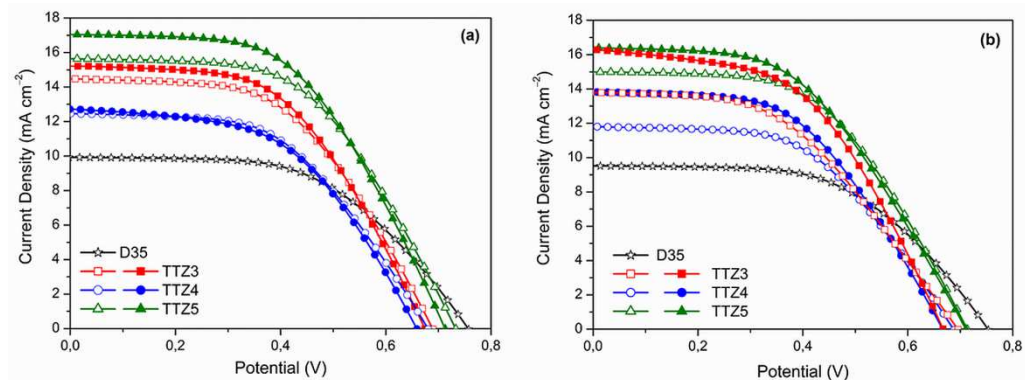 (a)
Current Density (mA cm⁻²)
18
16
14
12
10
8
6
4
2
0
D35
TTZ3
TTZ4
TTZ5
0,0
0,2
0,4
0,6
0,8
Potential (V)
(b)
Current Density (mA cm⁻²)
18
16
14
12
10
8
6
4
2
0
D35
TTZ3
TTZ4
TTZ5
0,0
0,2
0,4
0,6
0,8
Potential (V)